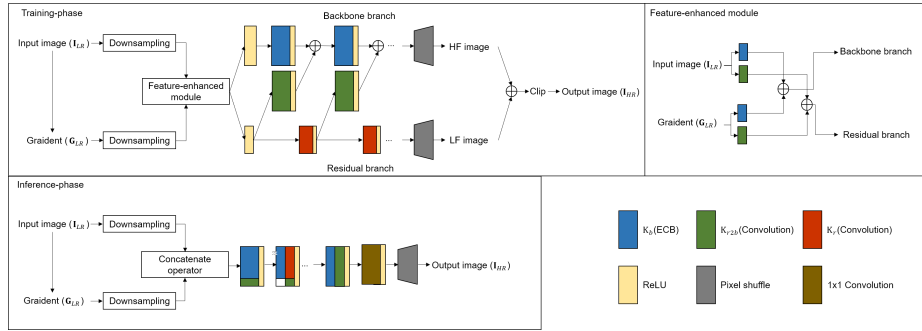 Training-phase
Backbone branch
Input image (I_LR)
Downsampling
HF image
Feature-enhanced
module
Clip
Output image (I_HR)
Graident (G_LR)
Downsampling
LF image
Residual branch
Feature-enhanced module
Backbone branch
Input image (I_LR)
Graident (G_LR)
Residual branch
Inference-phase
Input image (I_LR)
Downsampling
Concatenate
operator
Output image (I_HR)
Graident (G_LR)
Downsampling
K_b(ECB)
K_r2b(Convolution)
K_r(Convolution)
ReLU
Pixel shuffle
1x1 Convolution